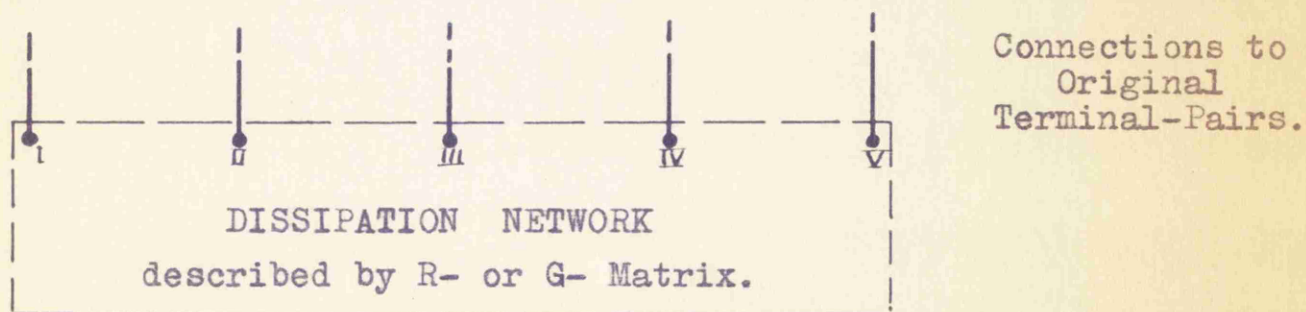 Connections to
Original
Terminal-Pairs.
I II III IV V
DISSIPATION NETWORK
described by R- or G- Matrix.